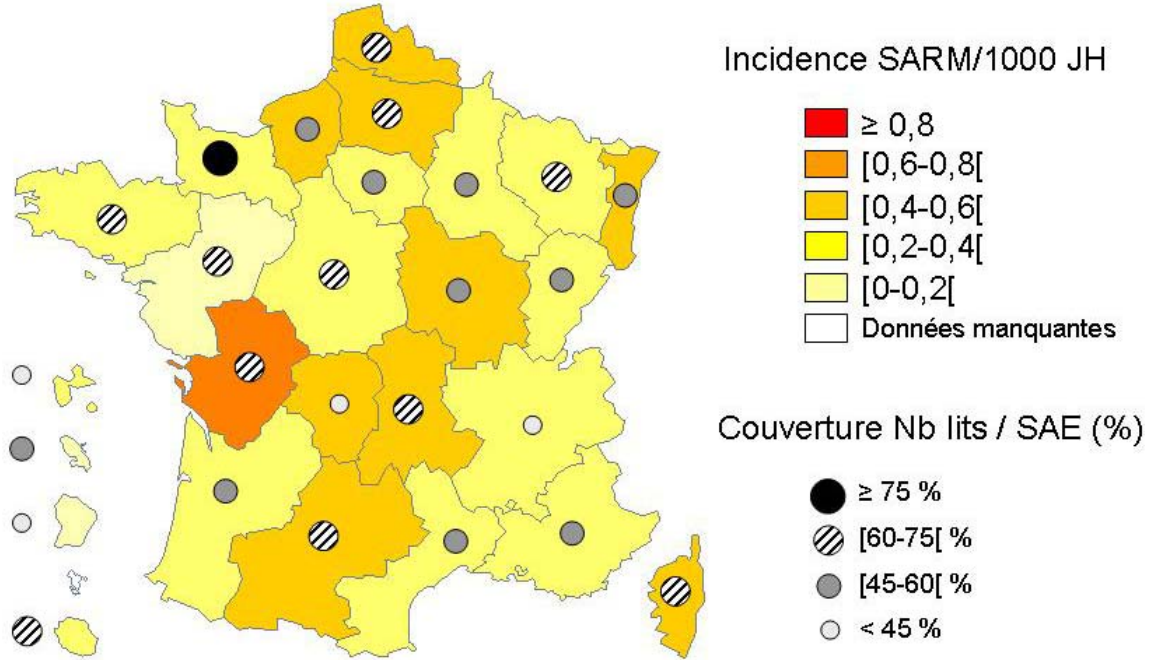 Incidence SARM/1000 JH
≥ 0,8
[0,6-0,8[
[0,4-0,6[
[0,2-0,4[
[0-0,2[
Données manquantes
Couverture Nb lits / SAE (%)
≥ 75 %
[60-75[ %
[45-60[ %
< 45 %